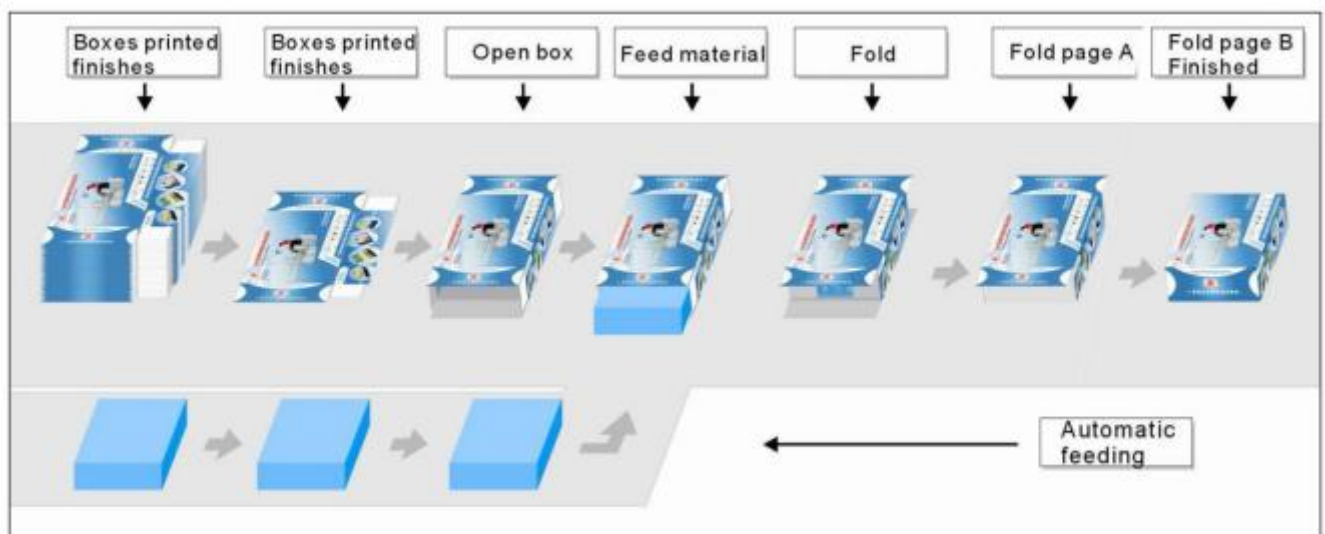 Boxes printed
finishes
Boxes printed
finishes
Open box
Feed material
Fold
Fold page A
Fold page B
Finished
Automatic
feeding